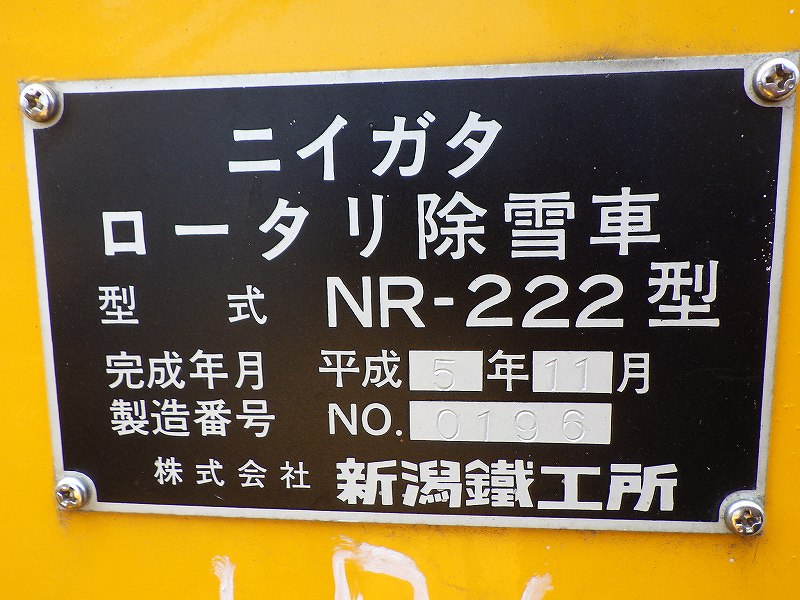 ニイガタ
ロータリ除雪車
型式 NR-222型
完成年月 平成5年11月
製造番号 NO. 0196
株式会社 新潟鐵工所